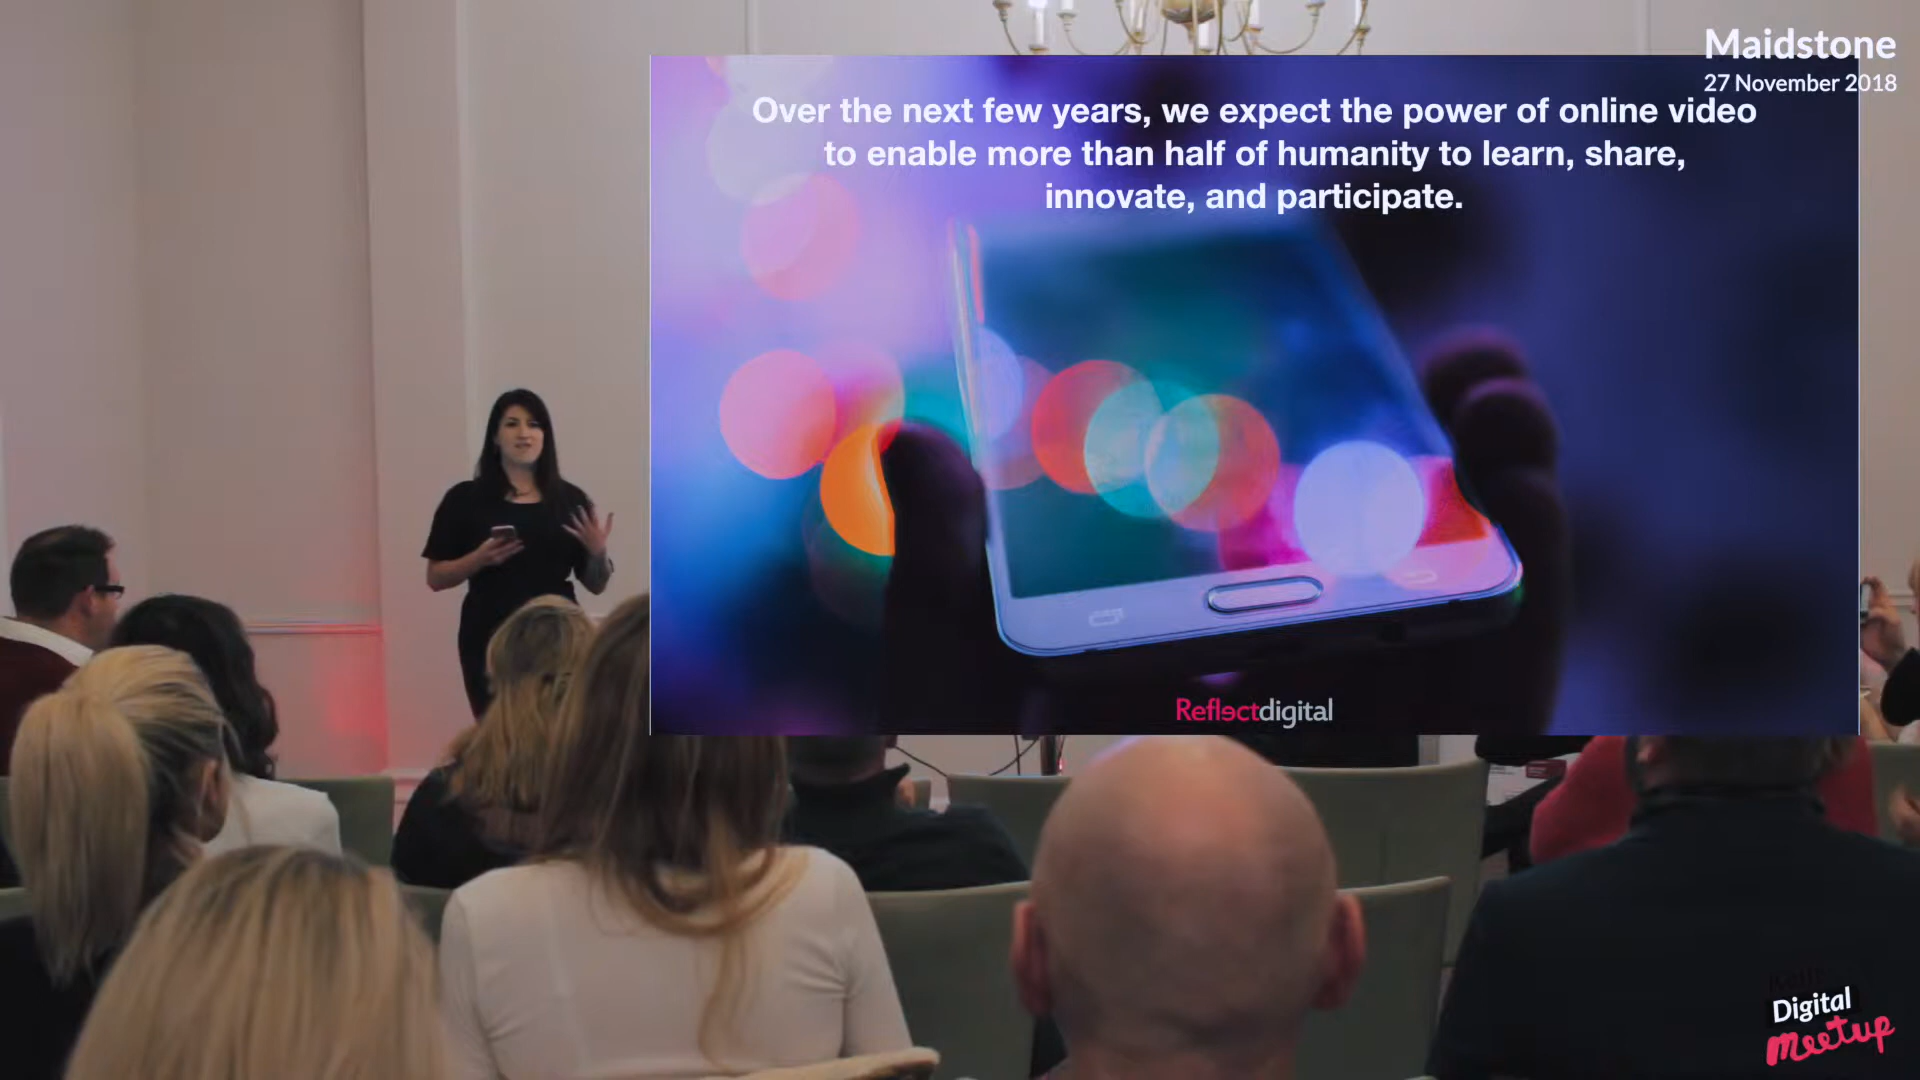 Maidstone
27 November 2018
Over the next few years, we expect the power of online video
to enable more than half of humanity to learn, share,
innovate, and participate.
Reflectdigital
Digital
meetup